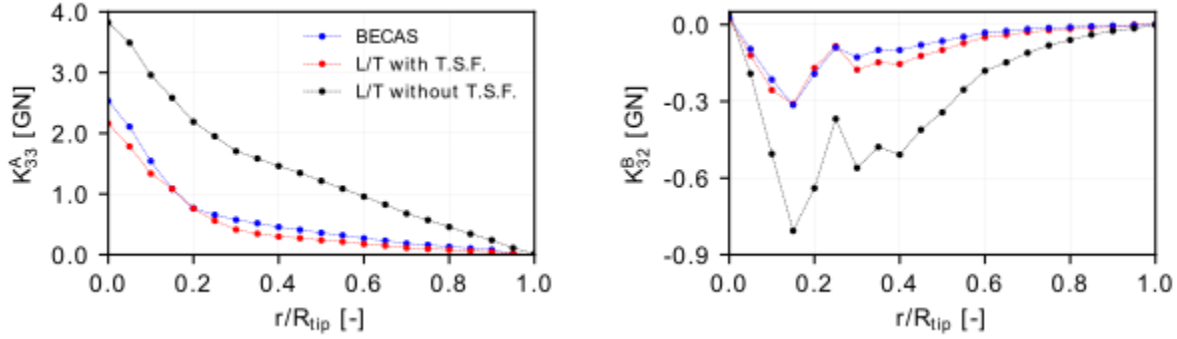 4.0
3.0
2.0
1.0
0.0
K^A_33 [GN]
BECAS
L/T with T.S.F.
L/T without T.S.F.
0.0 0.2 0.4 0.6 0.8 1.0
r/R_tip [-]
0.0
-0.3
-0.6
-0.9
K^B_32 [GN]
0.0 0.2 0.4 0.6 0.8 1.0
r/R_tip [-]